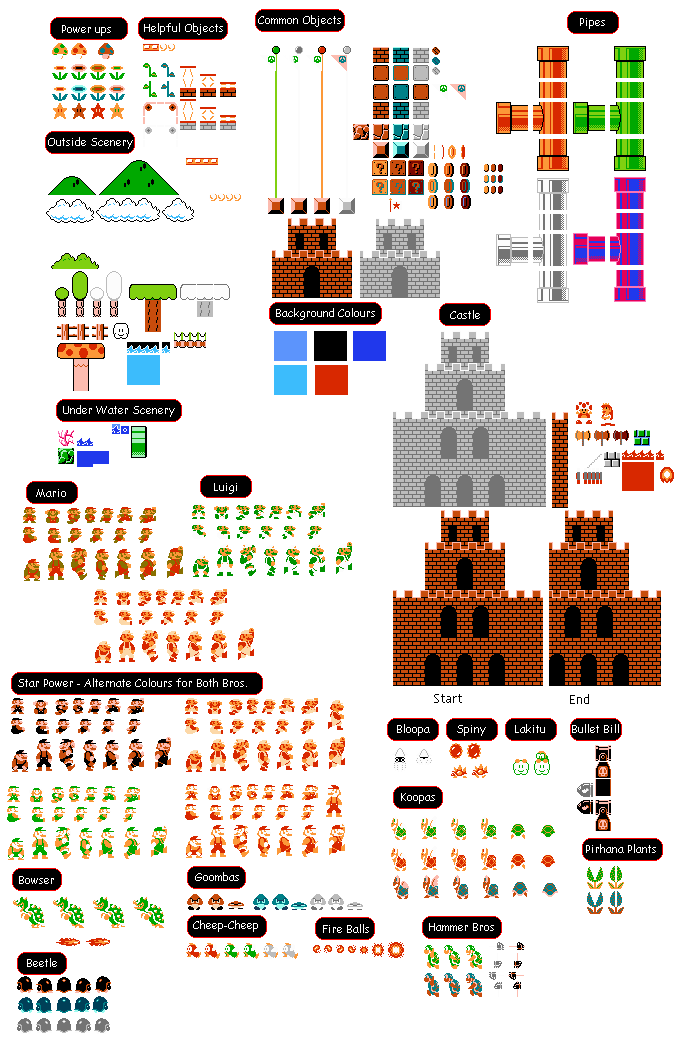 Power ups
Helpful Objects
Common Objects
Pipes
Outside Scenery
? ? ?
? ? ?
Background Colours
Castle
Under Water Scenery
Mario
Luigi
Star Power - Alternate Colours for Both Bros.
Start
End
Bloopa
Spiny
Lakitu
Bullet Bill
Koopas
Pirhana Plants
Bowser
Goombas
Cheep-Cheep
Fire Balls
Hammer Bros
Beetle